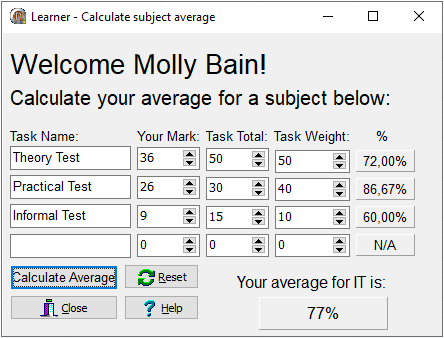 Learner - Calculate subject average
Welcome Molly Bain!
Calculate your average for a subject below:
Task Name: Your Mark: Task Total: Task Weight: %
Theory Test 36 50 50 72,00%
Practical Test 26 30 40 86,67%
Informal Test 9 15 10 60,00%
0 0 0 N/A
Calculate Average Reset
Your average for IT is:
Close Help
77%